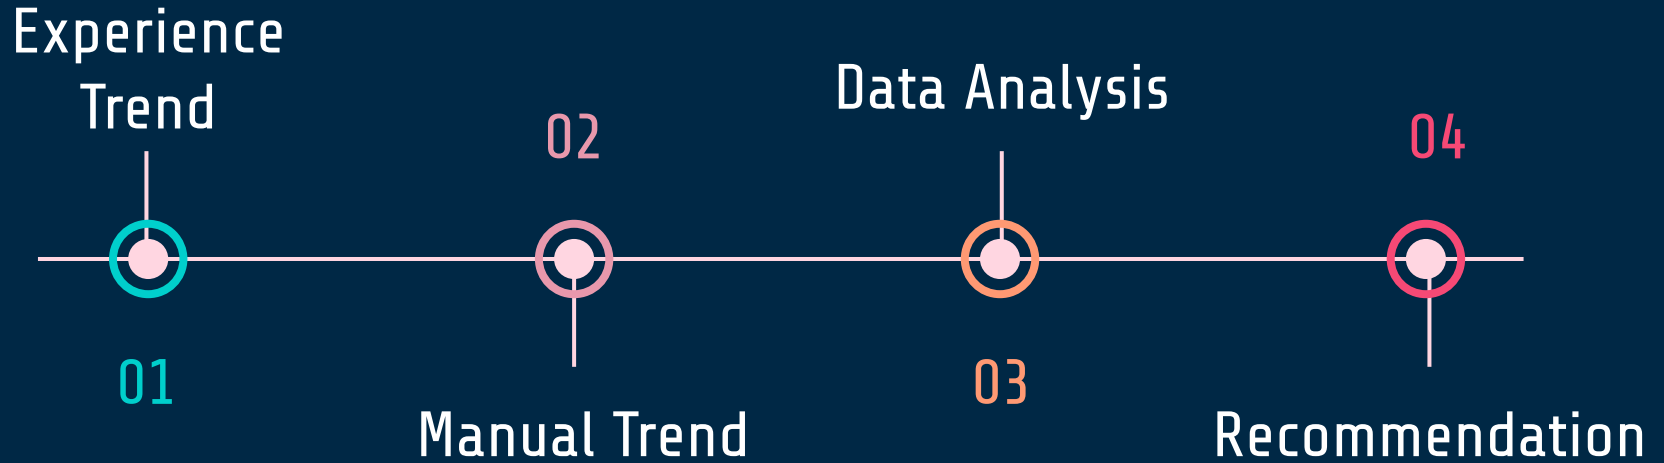 Experience
Trend
01
02
Manual Trend
Data Analysis
03
04
Recommendation